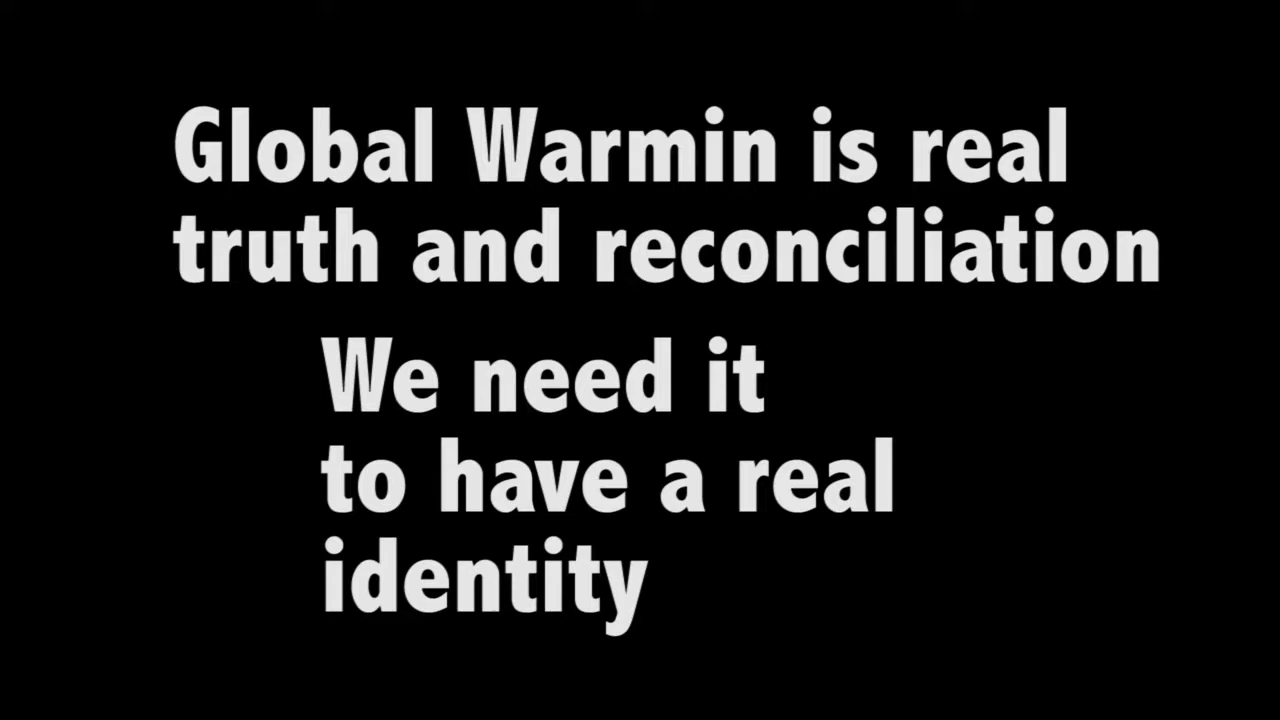 Global Warmin is real
truth and reconciliation
We need it
to have a real
identity